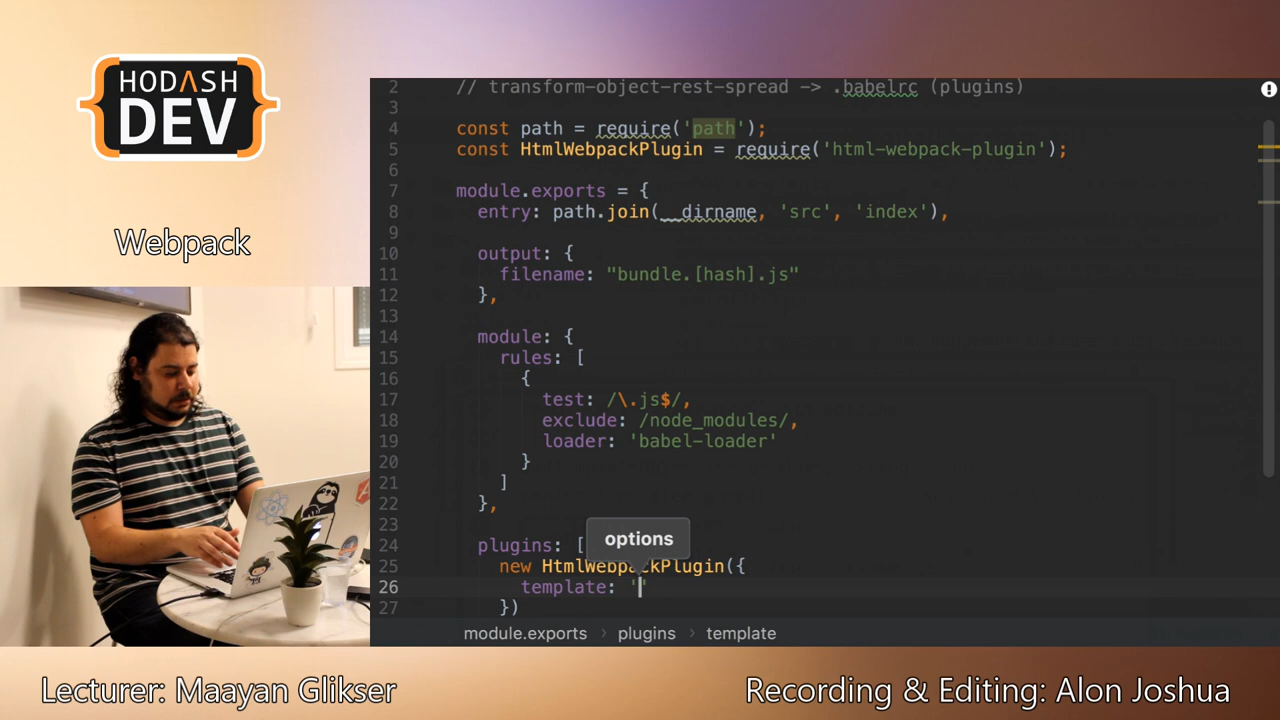 HODASH
DEV
Webpack
2 // transform-object-rest-spread -> .babelrc (plugins)
3
4 const path = require('path');
5 const HtmlWebpackPlugin = require('html-webpack-plugin');
6
7 module.exports = {
8 entry: path.join(__dirname, 'src', 'index'),
9
10 output: {
11 filename: "bundle.[hash].js"
12 },
13
14 module: {
15 rules: [
16 {
17 test: /\.js$/,
18 exclude: /node_modules/,
19 loader: 'babel-loader'
20 }
21 ]
22 },
23
24 plugins: [
options
25 new HtmlWebpackPlugin({
26 template: ''
27 })
module.exports > plugins > template
Lecturer: Maayan Glikser
Recording & Editing: Alon Joshua